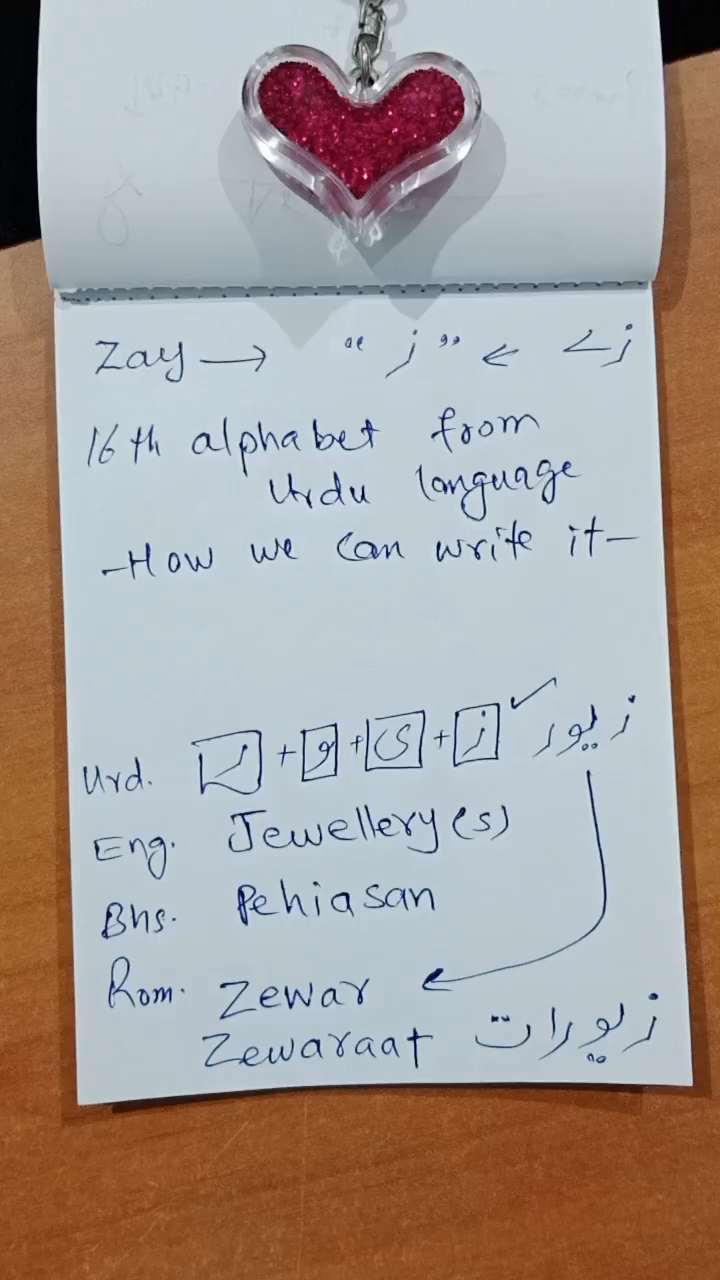 Zay → “ ز ” ← زے
16th alphabet from
Urdu language
-How we can write it-
Urd. ر + و + ی + ز ✓ زیور
Eng. Jewellery(s)
Bhs. Pehiasan
Rom. Zewar
Zewaraat زیورات